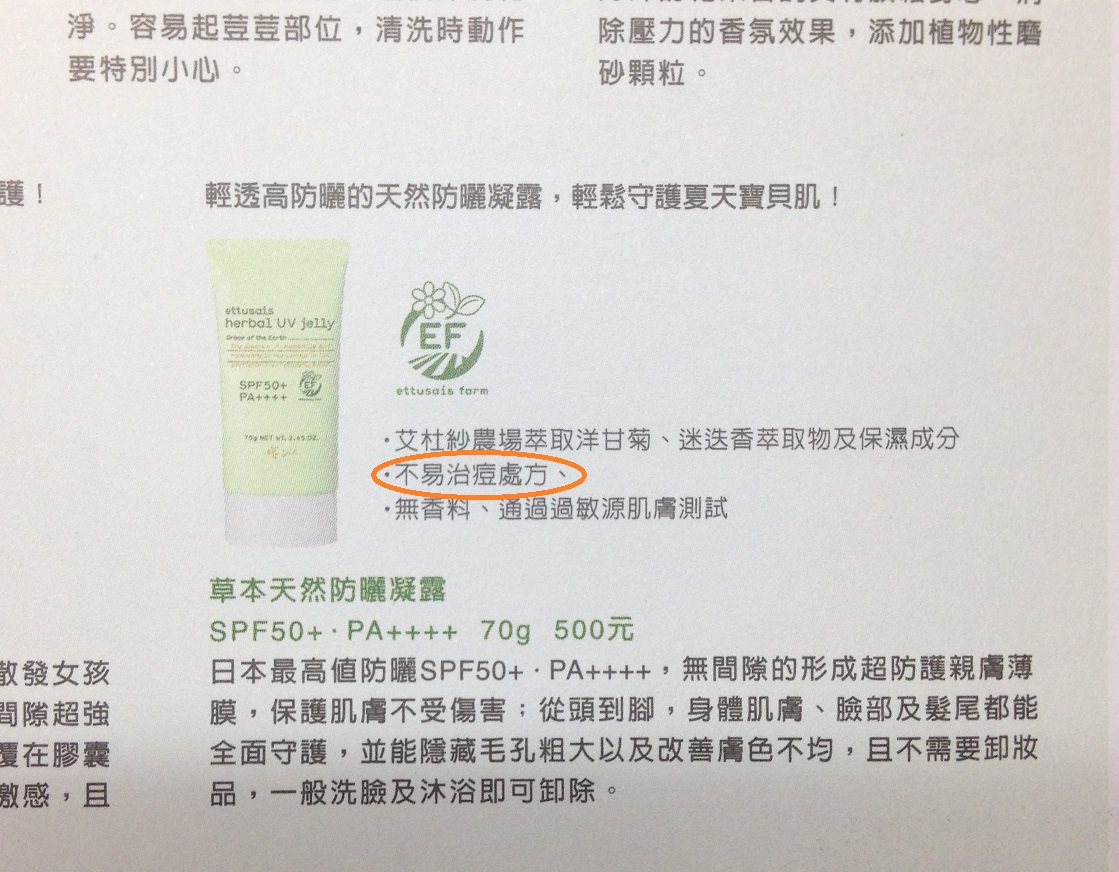 淨。容易起荳荳部位，清洗時動作
要特別小心。
除壓力的香氛效果，添加植物性磨
砂顆粒。
護！
輕透高防曬的天然防曬凝露，輕鬆守護夏天寶貝肌！
ettusais
herbal UV jelly
Grace of the Earth
SPF50+
PA++++
EF
70g NET WT. 2.45 OZ.
EF
ettusais farm
·艾杜紗農場萃取洋甘菊、迷迭香萃取物及保濕成分
·不易治痘處方、
·無香料、通過過敏源肌膚測試
草本天然防曬凝露
SPF50+·PA++++ 70g 500元
日本最高值防曬SPF50+·PA++++，無間隙的形成超防護親膚薄
膜，保護肌膚不受傷害；從頭到腳，身體肌膚、臉部及髮尾都能
全面守護，並能隱藏毛孔粗大以及改善膚色不均，且不需要卸妝
品，一般洗臉及沐浴即可卸除。
散發女孩
間隙超強
覆在膠囊
激感，且